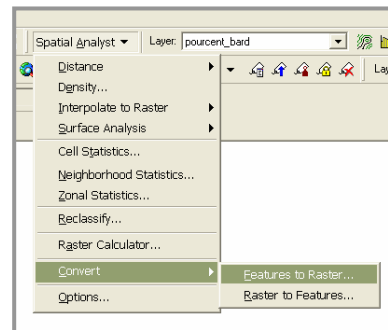 Spatial Analyst Layer: pourcent_bard
Distance Lay
Density...
Interpolate to Raster
Surface Analysis
Cell Statistics...
Neighborhood Statistics...
Zonal Statistics...
Reclassify...
Raster Calculator...
Convert Features to Raster...
Options... Raster to Features...